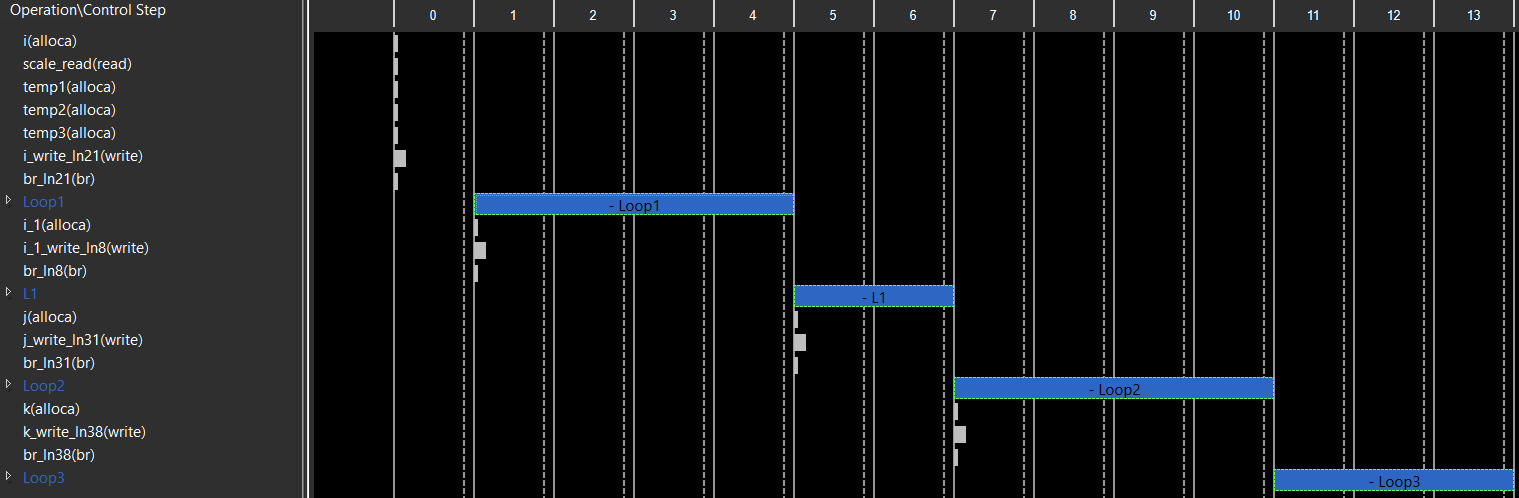 Operation\Control Step 0 1 2 3 4 5 6 7 8 9 10 11 12 13
i(alloca)
scale_read(read)
temp1(alloca)
temp2(alloca)
temp3(alloca)
i_write_ln21(write)
br_ln21(br)
Loop1 - Loop1
i_1(alloca)
i_1_write_ln8(write)
br_ln8(br)
L1 - L1
j(alloca)
j_write_ln31(write)
br_ln31(br)
Loop2 - Loop2
k(alloca)
k_write_ln38(write)
br_ln38(br)
Loop3 - Loop3